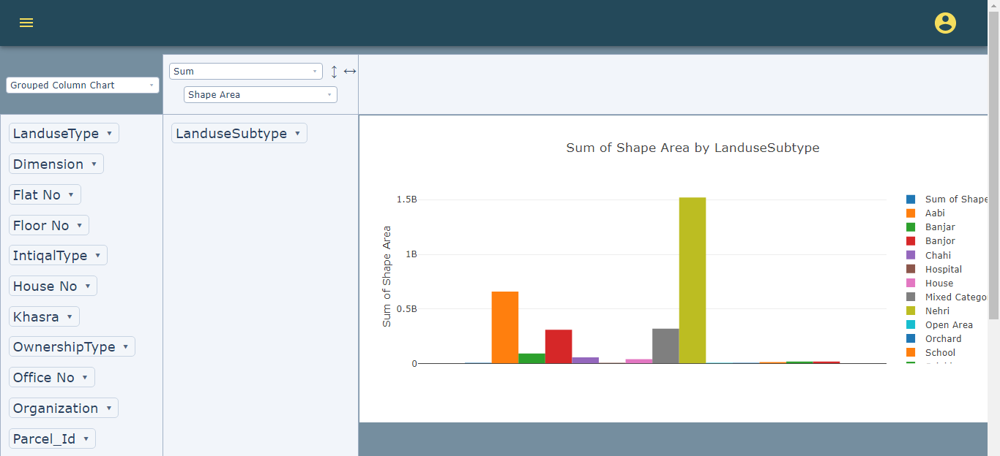 Grouped Column Chart
Sum
Shape Area
LanduseType
Dimension
Flat No
Floor No
IntiqalType
House No
Khasra
OwnershipType
Office No
Organization
Parcel_Id
LanduseSubtype
Sum of Shape Area by LanduseSubtype
Sum of Shape Area
1.5B
1B
0.5B
0
Sum of Shape
Aabi
Banjar
Banjor
Chahi
Hospital
House
Mixed Catego
Nehri
Open Area
Orchard
School